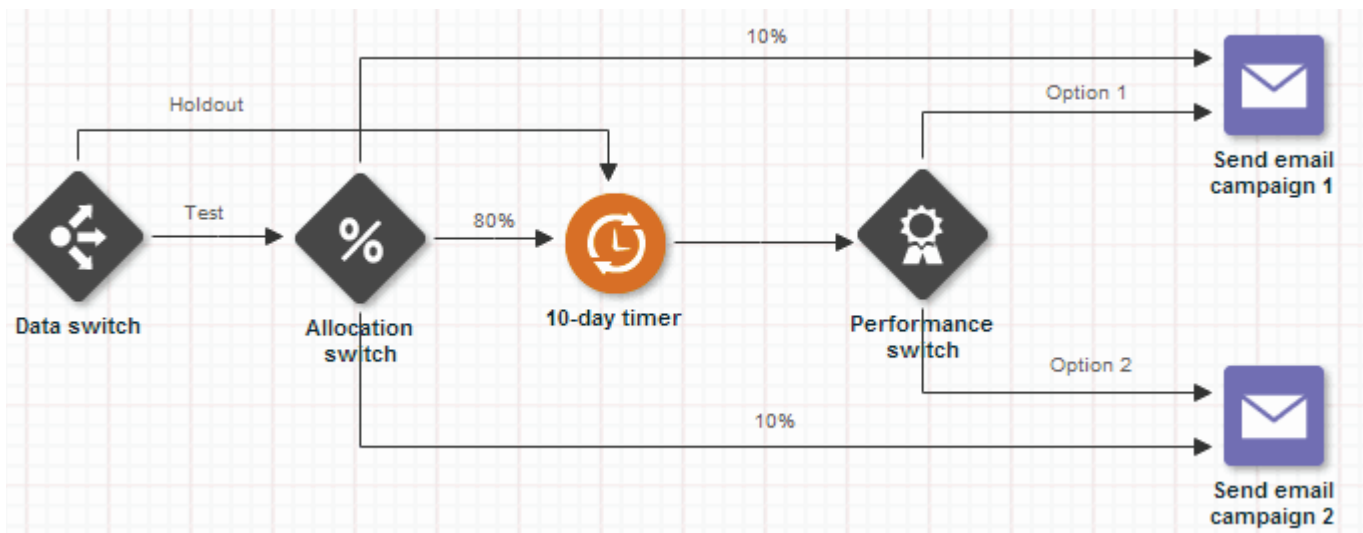 10%
Option 1
Holdout
Send email
campaign 1
Test
80%
Data switch
Allocation
switch
10-day timer
Performance
switch
Option 2
10%
Send email
campaign 2